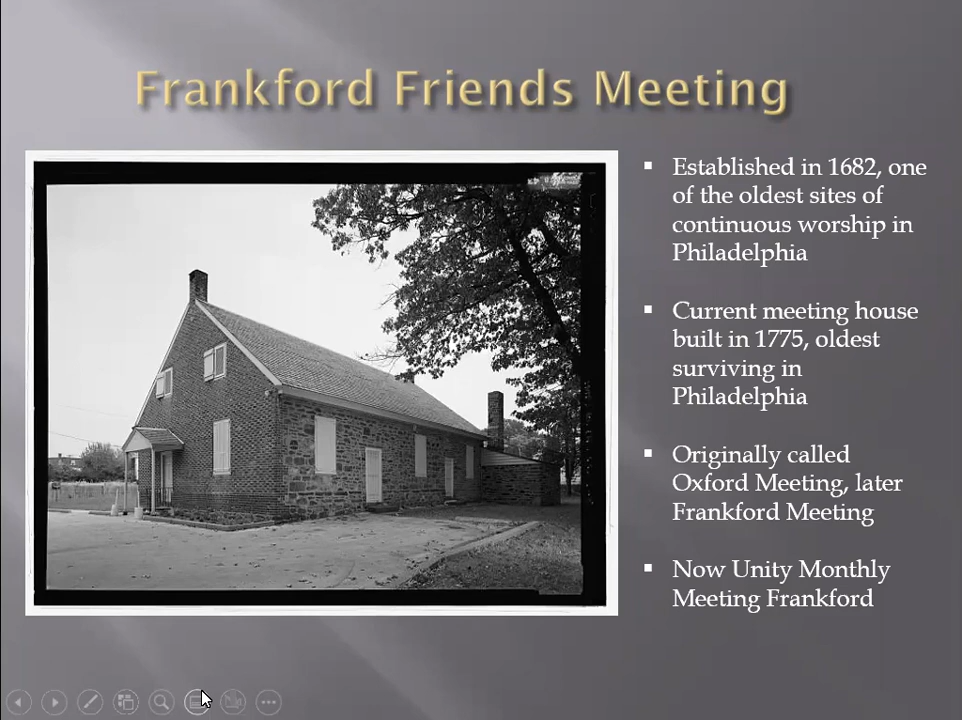 Frankford Friends Meeting
Established in 1682, one
of the oldest sites of
continuous worship in
Philadelphia
Current meeting house
built in 1775, oldest
surviving in
Philadelphia
Originally called
Oxford Meeting, later
Frankford Meeting
Now Unity Monthly
Meeting Frankford